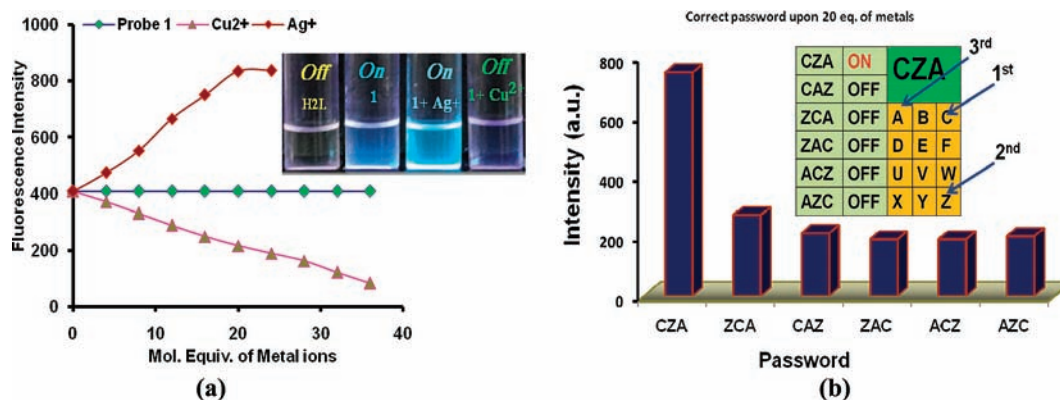 Probe 1 Cu2+ Ag+
1000
800
600
400
200
0
0 10 20 30 40
Fluorescence Intensity
Mol. Equiv. of Metal ions
Off On On Off
H2L 1 1+ Ag+ 1+ Cu2+
(a)
Correct password upon 20 eq. of metals
800
600
400
200
0
Intensity (a.u.)
CZA ZCA CAZ ZAC ACZ AZC
Password
CZA ON CZA
CAZ OFF
ZCA OFF A B C
ZAC OFF D E F
ACZ OFF U V W
AZC OFF X Y Z
3rd
1st
2nd
(b)